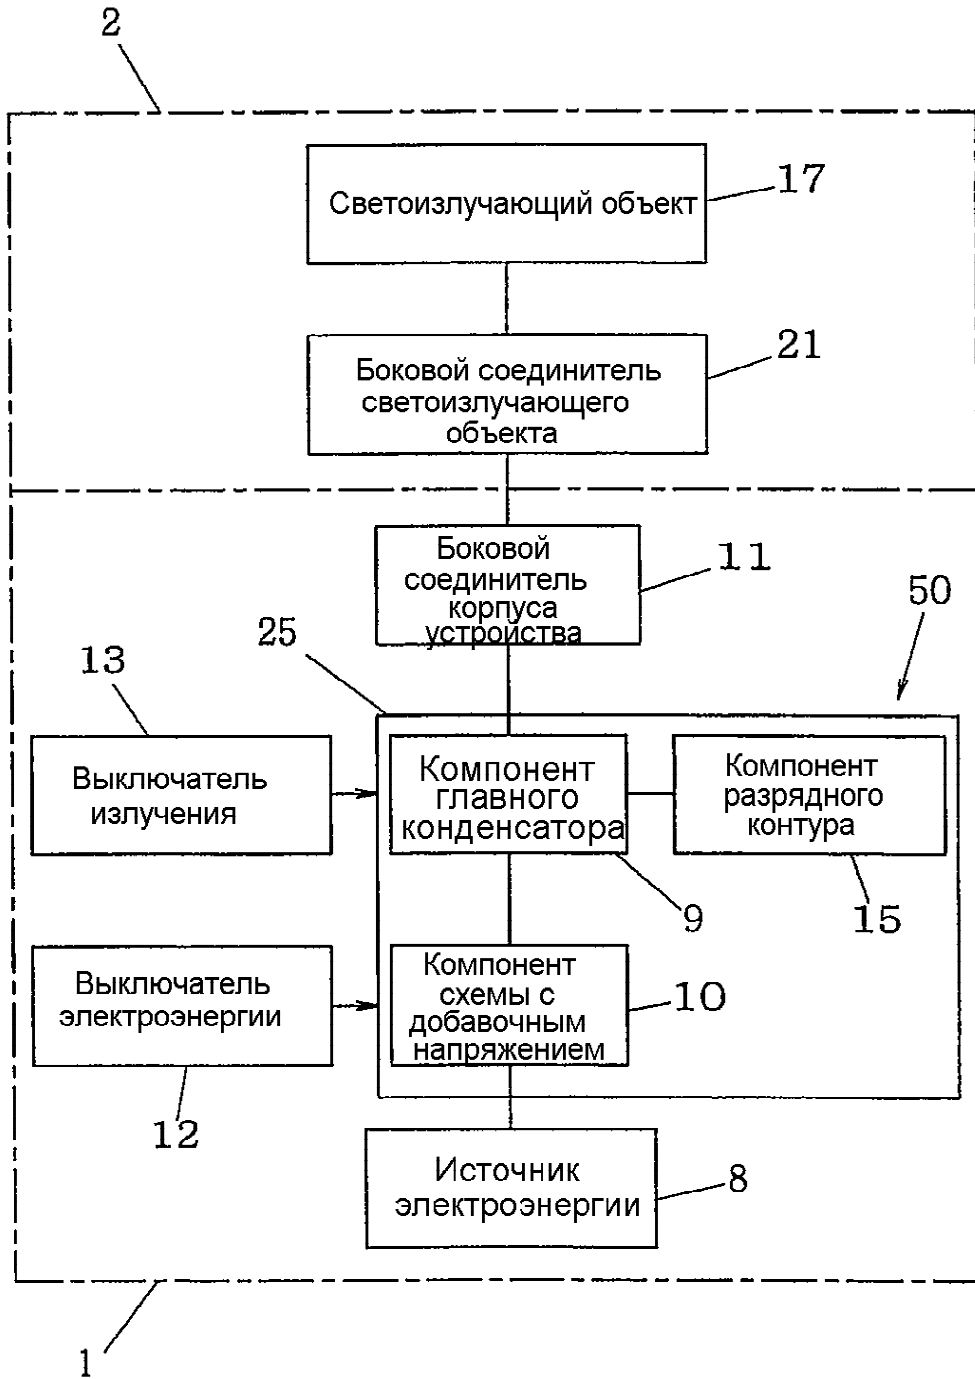 2
Светоизлучающий объект
17
Боковой соединитель
светоизлучающего
объекта
21
Боковой
соединитель
корпуса
устройства
11
50
25
13
Выключатель
излучения
Компонент
главного
конденсатора
Компонент
разрядного
контура
9
15
Выключатель
электроэнергии
Компонент
схемы с
добавочным
напряжением
10
12
Источник
электроэнергии
8
1